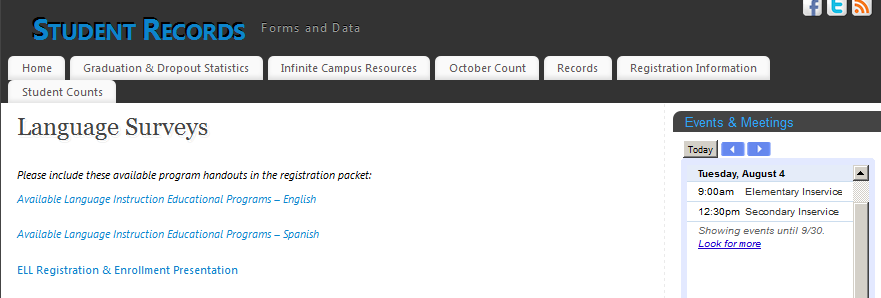 STUDENT RECORDS Forms and Data
Home Graduation & Dropout Statistics Infinite Campus Resources October Count Records Registration Information
Student Counts
Language Surveys
Please include these available program handouts in the registration packet:
Available Language Instruction Educational Programs – English
Available Language Instruction Educational Programs – Spanish
ELL Registration & Enrollment Presentation
Events & Meetings
Today
Tuesday, August 4
9:00am Elementary Inservice
12:30pm Secondary Inservice
Showing events until 9/30.
Look for more